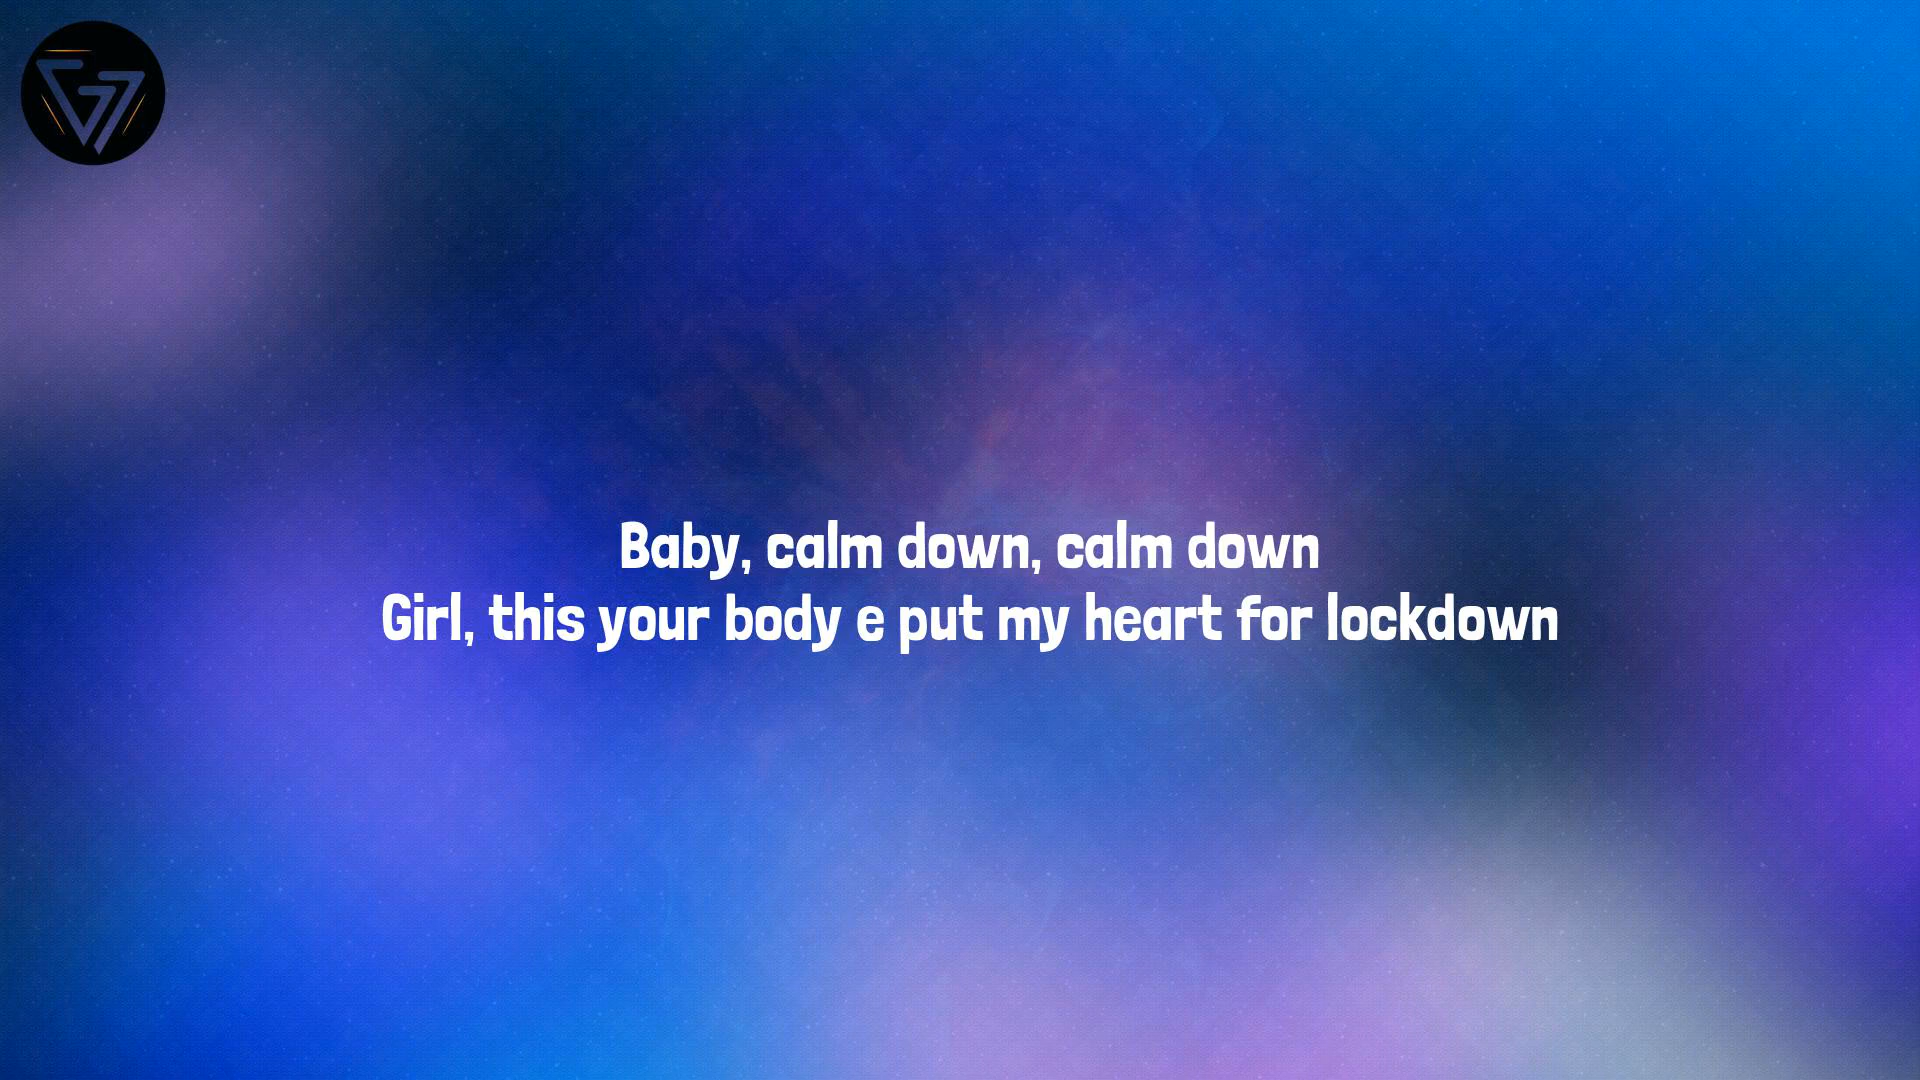 Baby, calm down, calm down
Girl, this your body e put my heart for lockdown